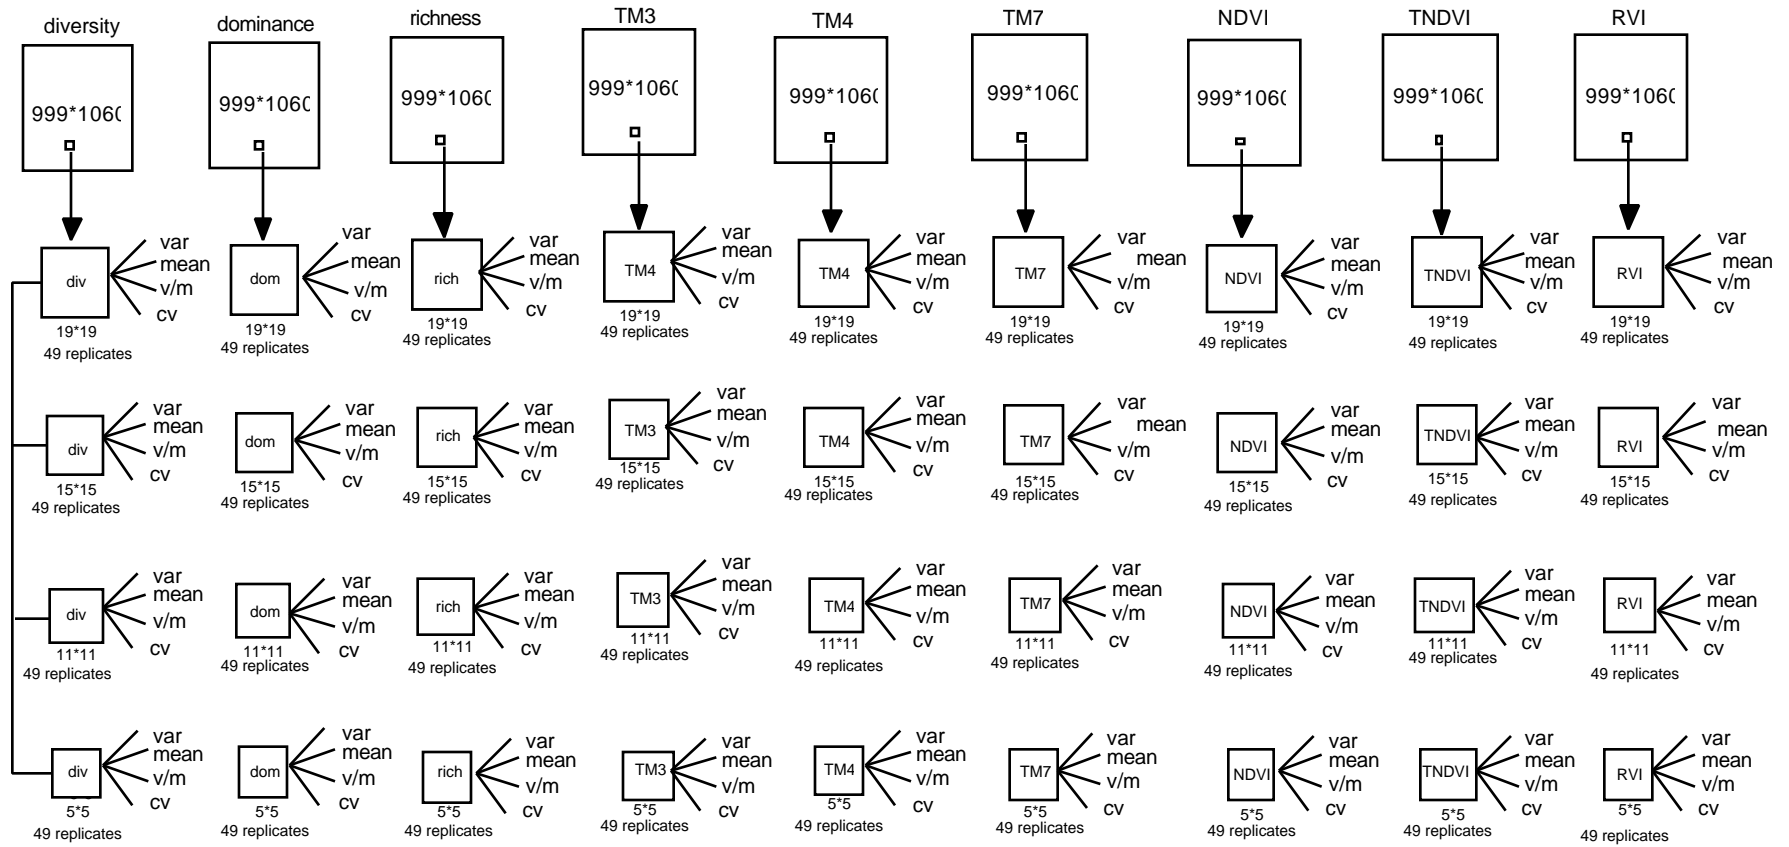 diversity dominance richness TM3 TM4 TM7 NDVI TNDVI RVI
999*1060 999*1060 999*1060 999*1060 999*1060 999*1060 999*1060 999*1060 999*1060
var var var var var var var var var
mean mean mean mean mean mean mean mean mean
div dom rich TM4 TM4 TM7 NDVI TNDVI RVI
v/m v/m v/m v/m v/m v/m v/m v/m v/m
cv cv cv cv cv cv cv cv cv
19*19 19*19 19*19 19*19 19*19 19*19 19*19 19*19 19*19
49 replicates 49 replicates 49 replicates 49 replicates 49 replicates 49 replicates 49 replicates 49 replicates 49 replicates
var var var var var var var var var
mean mean mean mean mean mean mean mean mean
div dom rich TM3 TM4 TM7 NDVI TNDVI RVI
v/m v/m v/m v/m v/m v/m v/m v/m v/m
cv cv cv cv cv cv cv cv cv
15*15 15*15 15*15 15*15 15*15 15*15 15*15 15*15 15*15
49 replicates 49 replicates 49 replicates 49 replicates 49 replicates 49 replicates 49 replicates 49 replicates 49 replicates
var var var var var var var var var
mean mean mean mean mean mean mean mean mean
div dom rich TM3 TM4 TM7 NDVI TNDVI RVI
v/m v/m v/m v/m v/m v/m v/m v/m v/m
cv cv cv cv cv cv cv cv cv
11*11 11*11 11*11 11*11 11*11 11*11 11*11 11*11 11*11
49 replicates 49 replicates 49 replicates 49 replicates 49 replicates 49 replicates 49 replicates 49 replicates 49 replicates
var var var var var var var var var
mean mean mean mean mean mean mean mean mean
div dom rich TM3 TM4 TM7 NDVI TNDVI RVI
v/m v/m v/m v/m v/m v/m v/m v/m v/m
cv cv cv cv cv cv cv cv cv
5*5 5*5 5*5 5*5 5*5 5*5 5*5 5*5 5*5
49 replicates 49 replicates 49 replicates 49 replicates 49 replicates 49 replicates 49 replicates 49 replicates 49 replicates